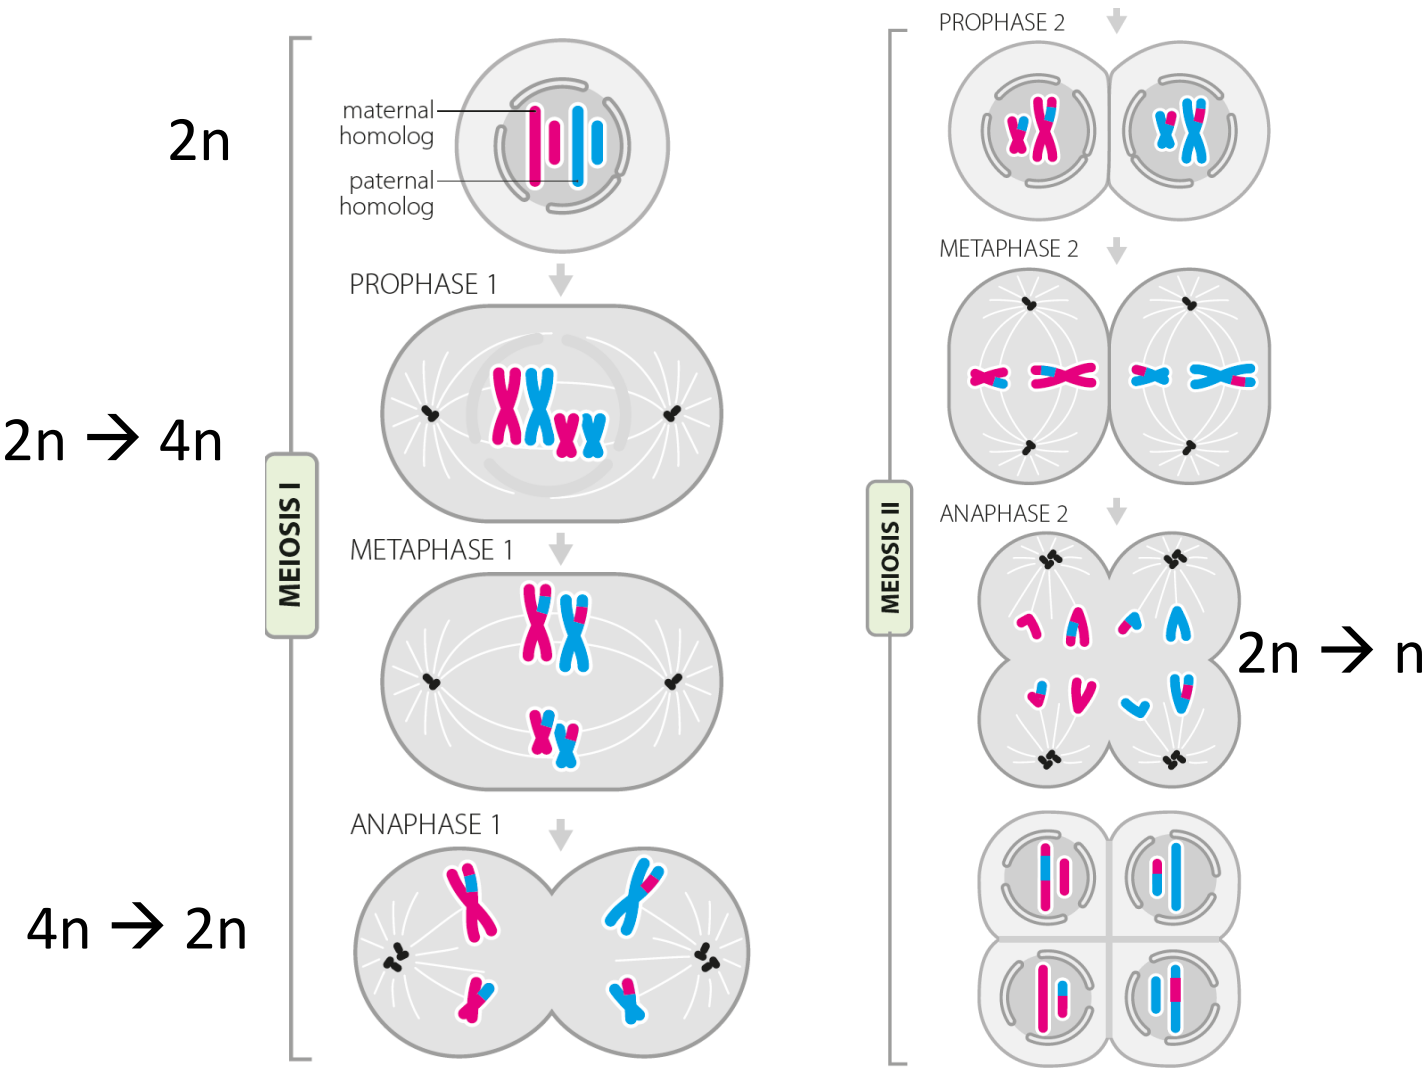 2n
maternal
homolog
paternal
homolog
PROPHASE 1
2n → 4n
MEIOSIS I
METAPHASE 1
ANAPHASE 1
4n → 2n
PROPHASE 2
METAPHASE 2
ANAPHASE 2
MEIOSIS II
2n → n